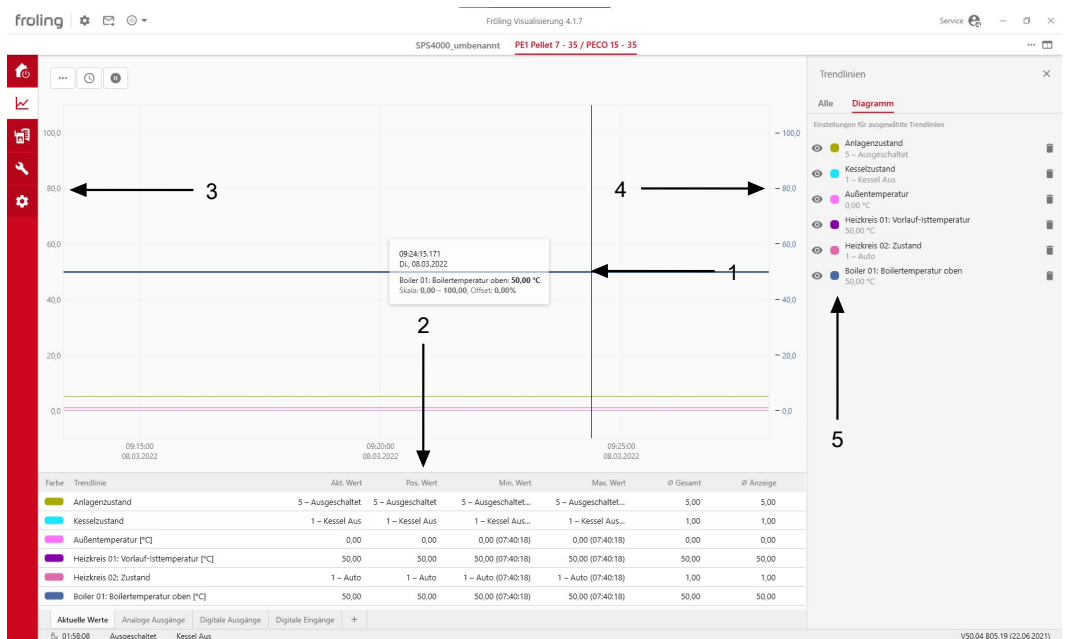 froling
Fröling Visualisierung 4.1.7
Service
SPS4000_umbenannt PE1 Pellet 7 - 35 / PECO 15 - 35
Trendlinien
Alle Diagramm
Einstellungen für ausgewählte Trendlinien
Anlagenzustand
5 – Ausgeschaltet
Kesselzustand
1 – Kessel Aus
Außentemperatur
0,00 °C
Heizkreis 01: Vorlauf-Isttemperatur
50,00 °C
Heizkreis 02: Zustand
1 – Auto
Boiler 01: Boilertemperatur oben
50,00 °C
5
100,0 100,0
80,0 3 4 80,0
60,0 60,0
09:24:15.171
Di., 08.03.2022
Boiler 01: Boilertemperatur oben: 50,00 °C
Skala: 0,00 – 100,00, Offset: 0,00%
1
40,0 40,0
2
20,0 20,0
0,0 0,0
09:15:00 09:20:00 09:25:00
08.03.2022 08.03.2022 08.03.2022
Farbe Trendlinie Akt. Wert Pos. Wert Min. Wert Max. Wert Ø Gesamt Ø Anzeige
Anlagenzustand 5 – Ausgeschaltet 5 – Ausgeschaltet 5 – Ausgeschaltet... 5 – Ausgeschaltet... 5,00 5,00
Kesselzustand 1 – Kessel Aus 1 – Kessel Aus 1 – Kessel Aus... 1 – Kessel Aus... 1,00 1,00
Außentemperatur [°C] 0,00 0,00 0,00 (07:40:18) 0,00 (07:40:18) 0,00 0,00
Heizkreis 01: Vorlauf-Isttemperatur [°C] 50,00 50,00 50,00 (07:40:18) 50,00 (07:40:18) 50,00 50,00
Heizkreis 02: Zustand 1 – Auto 1 – Auto 1 – Auto (07:40:18) 1 – Auto (07:40:18) 1,00 1,00
Boiler 01: Boilertemperatur oben [°C] 50,00 50,00 50,00 (07:40:18) 50,00 (07:40:18) 50,00 50,00
Aktuelle Werte Analoge Ausgänge Digitale Ausgänge Digitale Eingänge +
01:58:08 Ausgeschaltet Kessel Aus V50.04 B05.19 (22.06.2021)